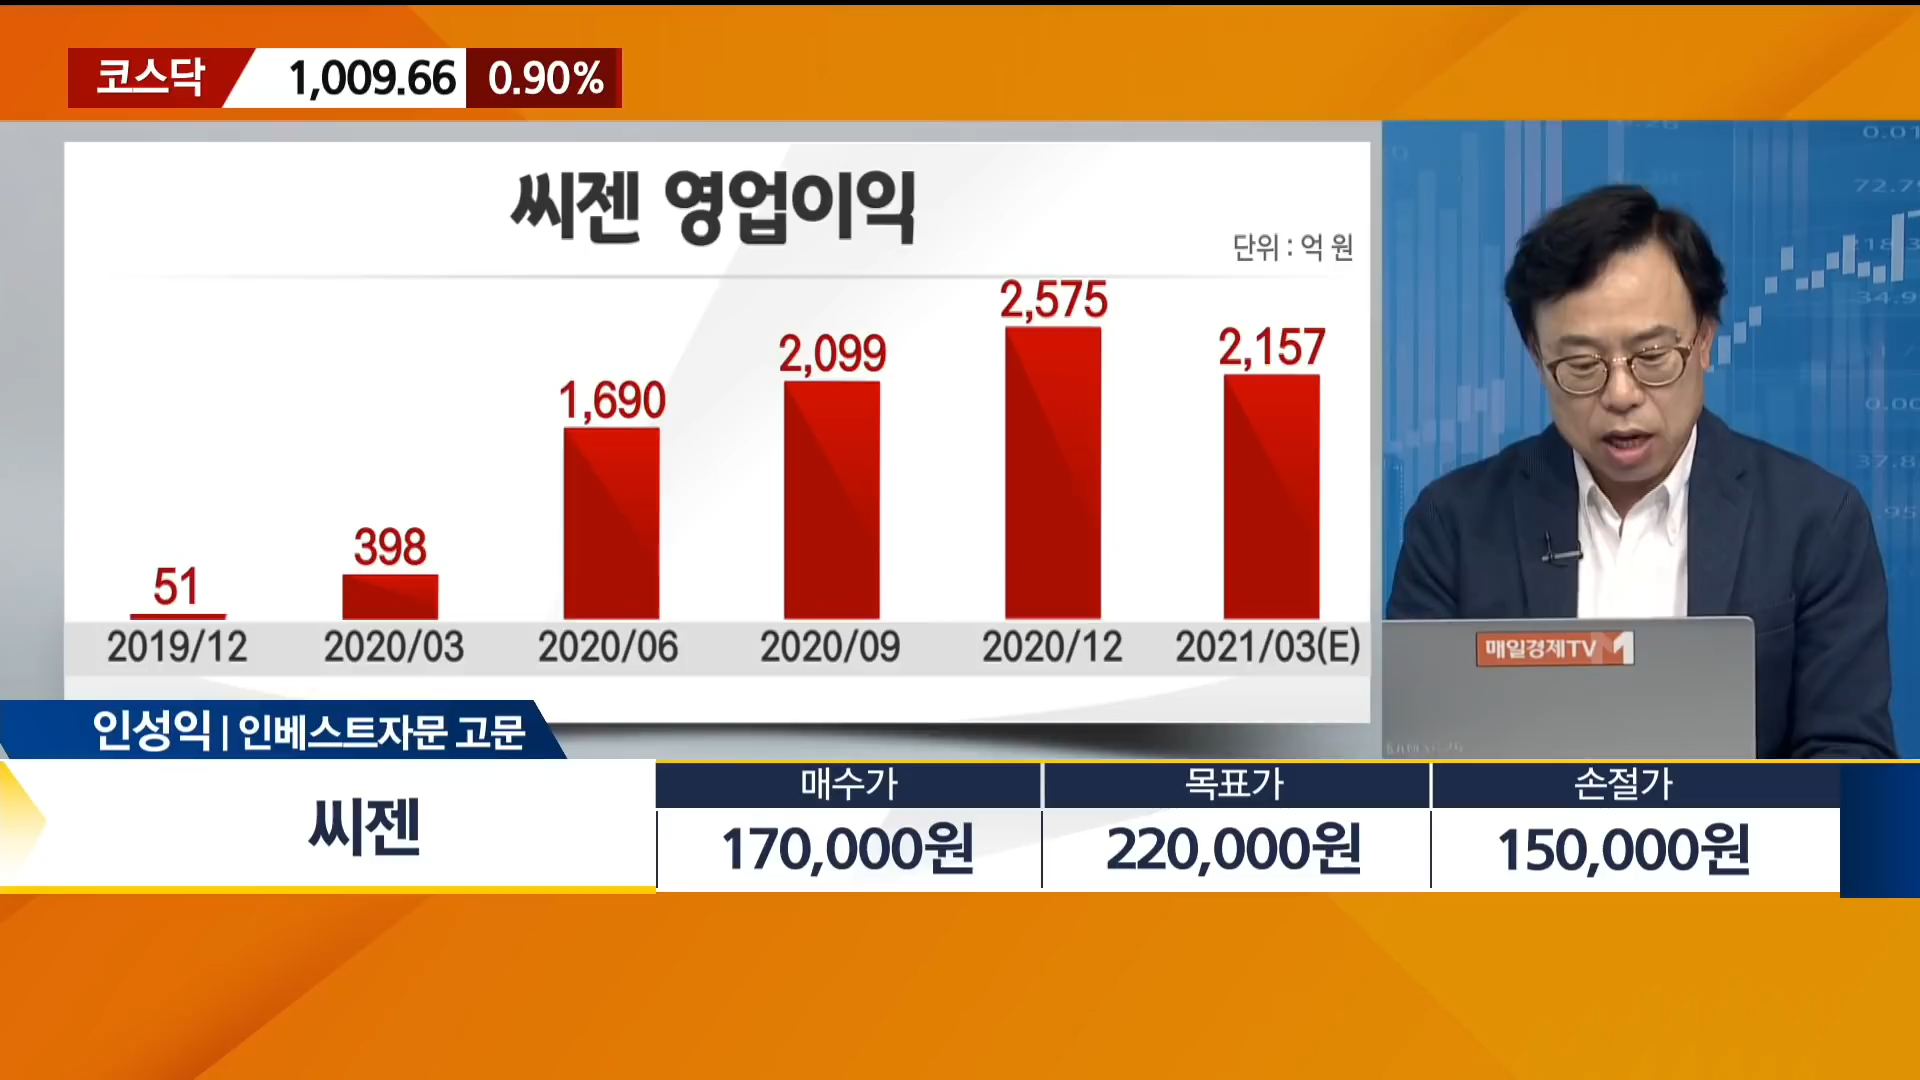 코스닥 1,009.66 0.90%
씨젠 영업이익
단위 : 억 원
51 398 1,690 2,099 2,575 2,157
2019/12 2020/03 2020/06 2020/09 2020/12 2021/03(E)
매일경제TV M
인성익 | 인베스트자문 고문
씨젠
매수가 목표가 손절가
170,000원 220,000원 150,000원